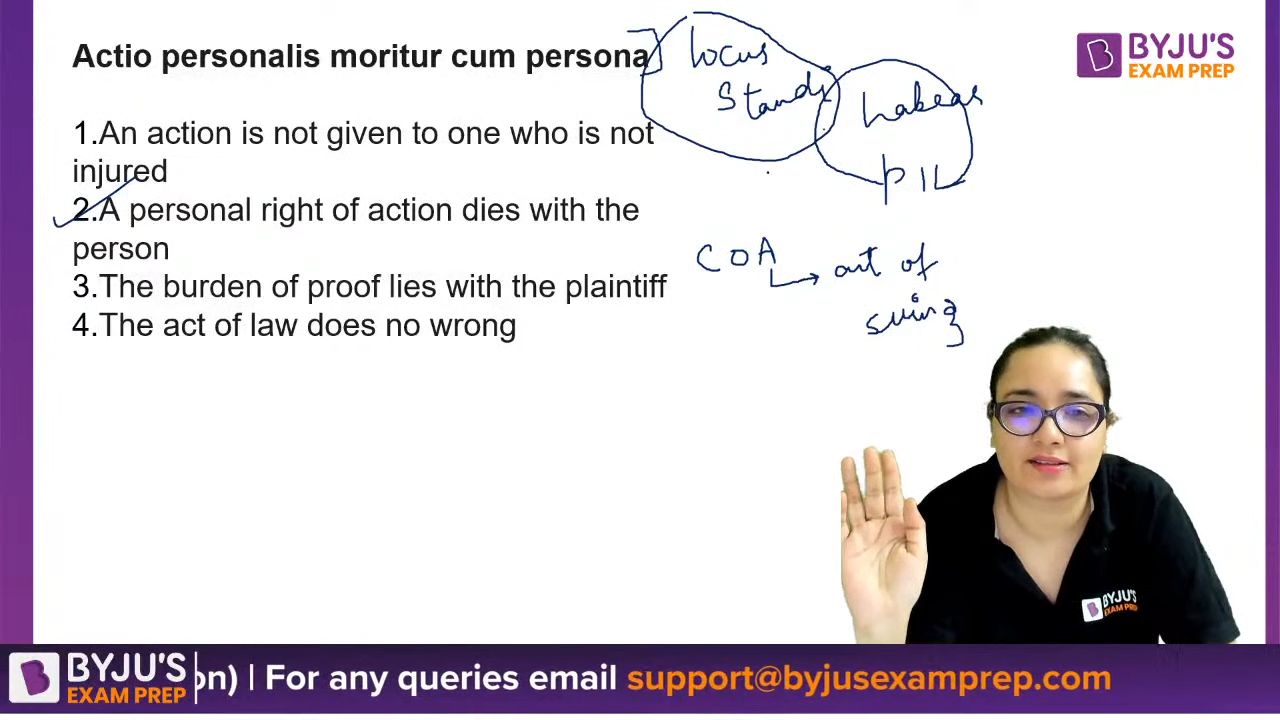 Actio personalis moritur cum persona
1.An action is not given to one who is not
injured
2.A personal right of action dies with the
person
3.The burden of proof lies with the plaintiff
4.The act of law does no wrong
locus
Standi
habeas
PIL
COA
out of
suing
BYJU'S
EXAM PREP
BYJU'S
EXAM PREP
BYJU'S
EXAM PREP
on) | For any queries email support@byjusexamprep.com